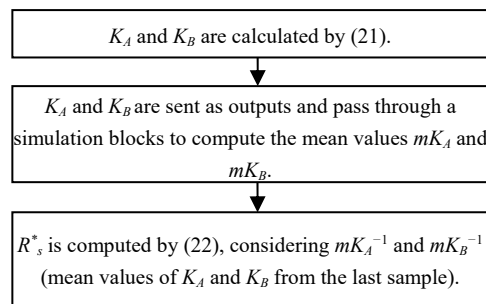 K_A and K_B are calculated by (21).
K_A and K_B are sent as outputs and pass through a
simulation blocks to compute the mean values mK_A and
mK_B.
R^*_s is computed by (22), considering mK_A^−1 and mK_B^−1
(mean values of K_A and K_B from the last sample).